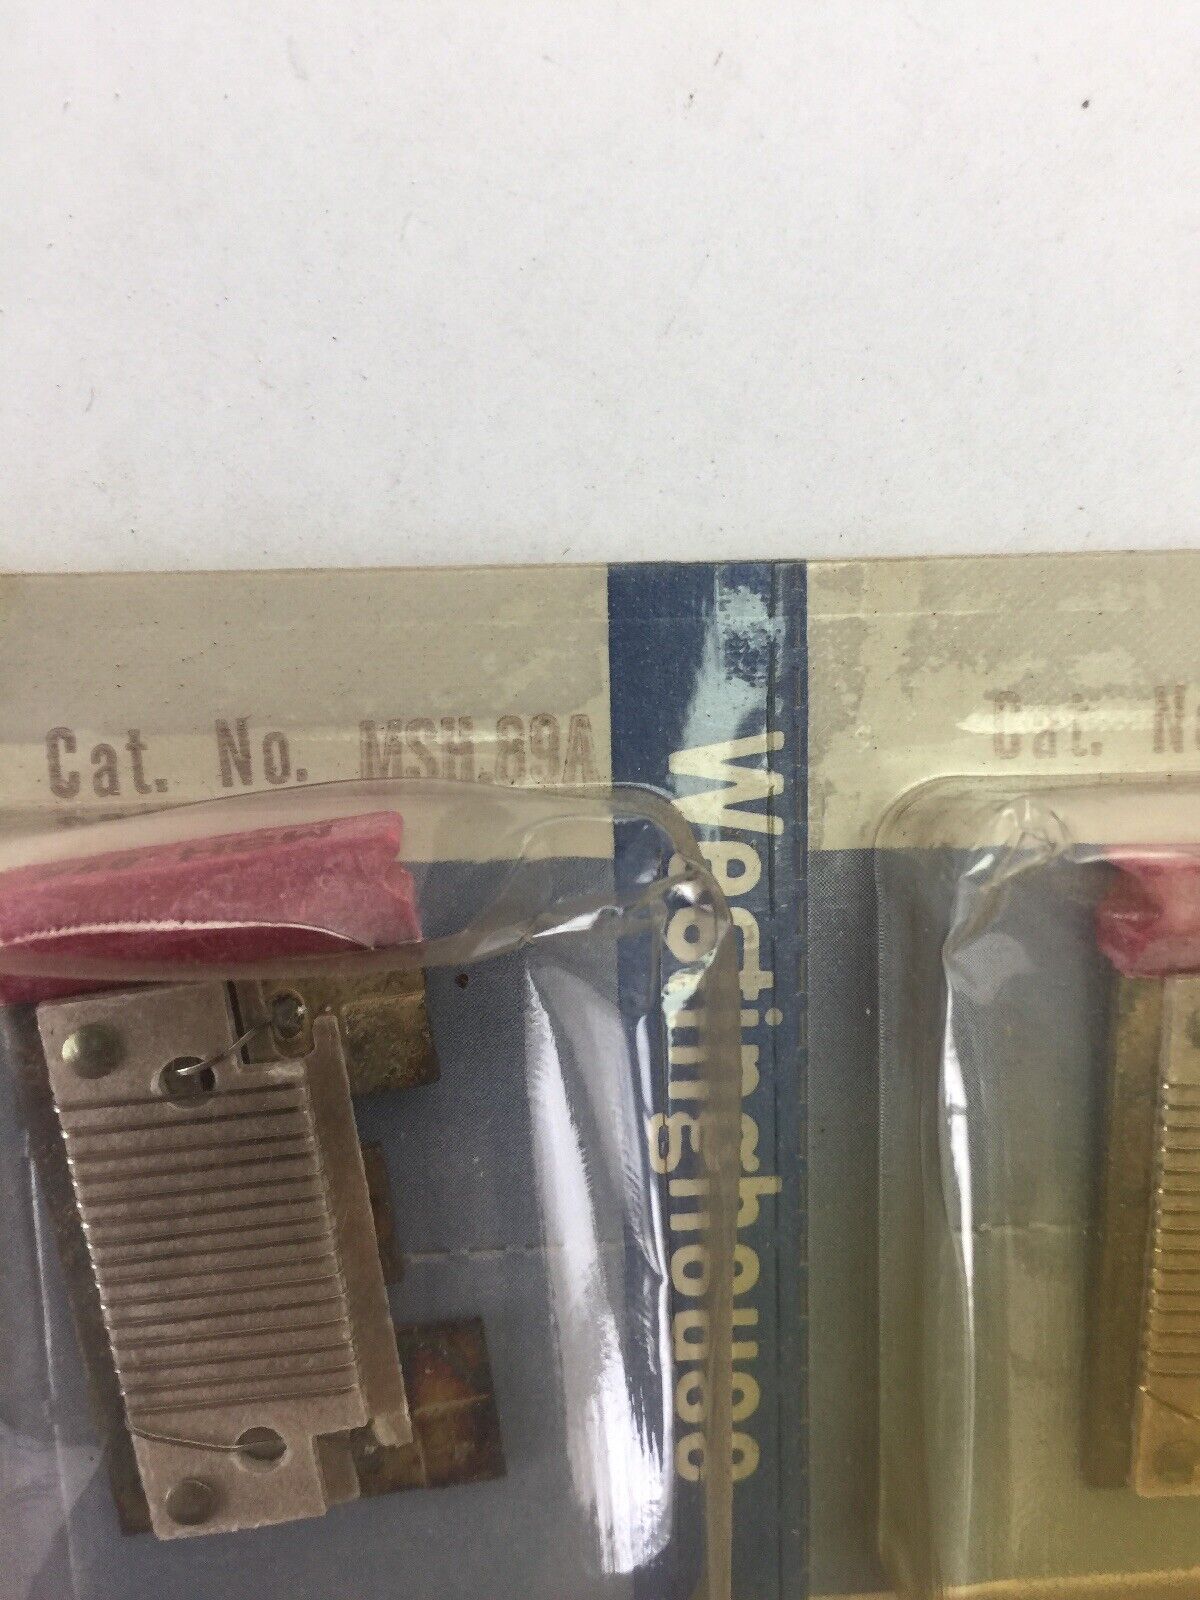 Cat. No. MSH.89A
Westinghouse
Cat.